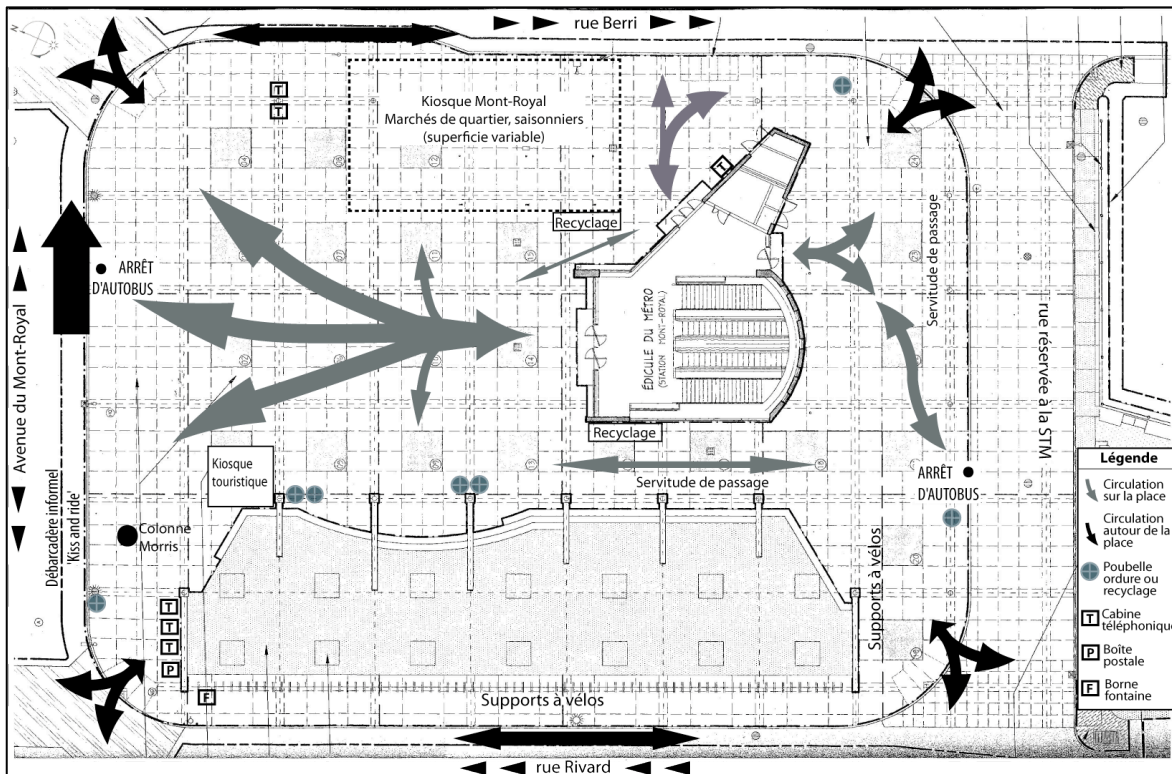 rue Berri
N
T
T
Kiosque Mont-Royal
Marchés de quartier, saisonniers
(superficie variable)
T
Recyclage
Avenue du Mont-Royal
ARRÊT
D'AUTOBUS
ÉDICULE DU MÉTRO
(STATION MONT-ROYAL)
Servitude de passage
rue réservée à la STM
Recyclage
Servitude de passage
Kiosque
touristique
ARRÊT
D'AUTOBUS
Débarcadère informel
'Kiss and ride'
Colonne
Morris
Supports à vélos
T
T
T
P
F
Supports à vélos
rue Rivard
Légende
Circulation
sur la place
Circulation
autour de la
place
Poubelle
ordure ou
recyclage
T
Cabine
téléphonique
P
Boîte
postale
F
Borne
fontaine